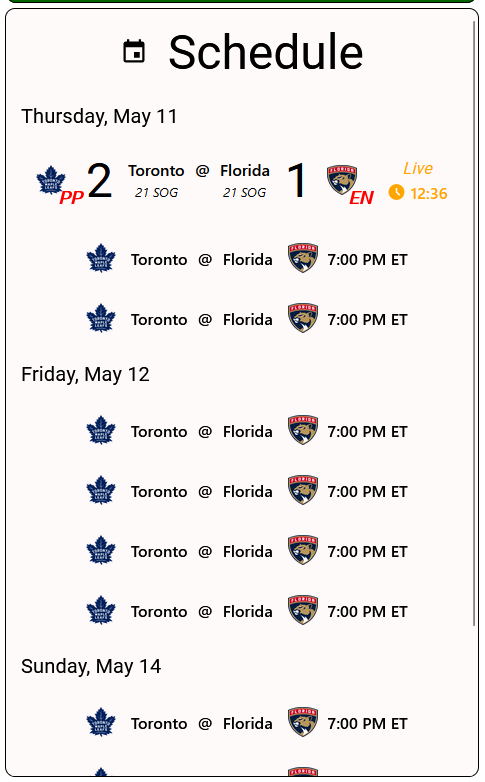 Schedule
Thursday, May 11
PP 2 Toronto @ Florida 1 EN Live
21 SOG 21 SOG 12:36
Toronto @ Florida 7:00 PM ET
Toronto @ Florida 7:00 PM ET
Friday, May 12
Toronto @ Florida 7:00 PM ET
Toronto @ Florida 7:00 PM ET
Toronto @ Florida 7:00 PM ET
Toronto @ Florida 7:00 PM ET
Sunday, May 14
Toronto @ Florida 7:00 PM ET